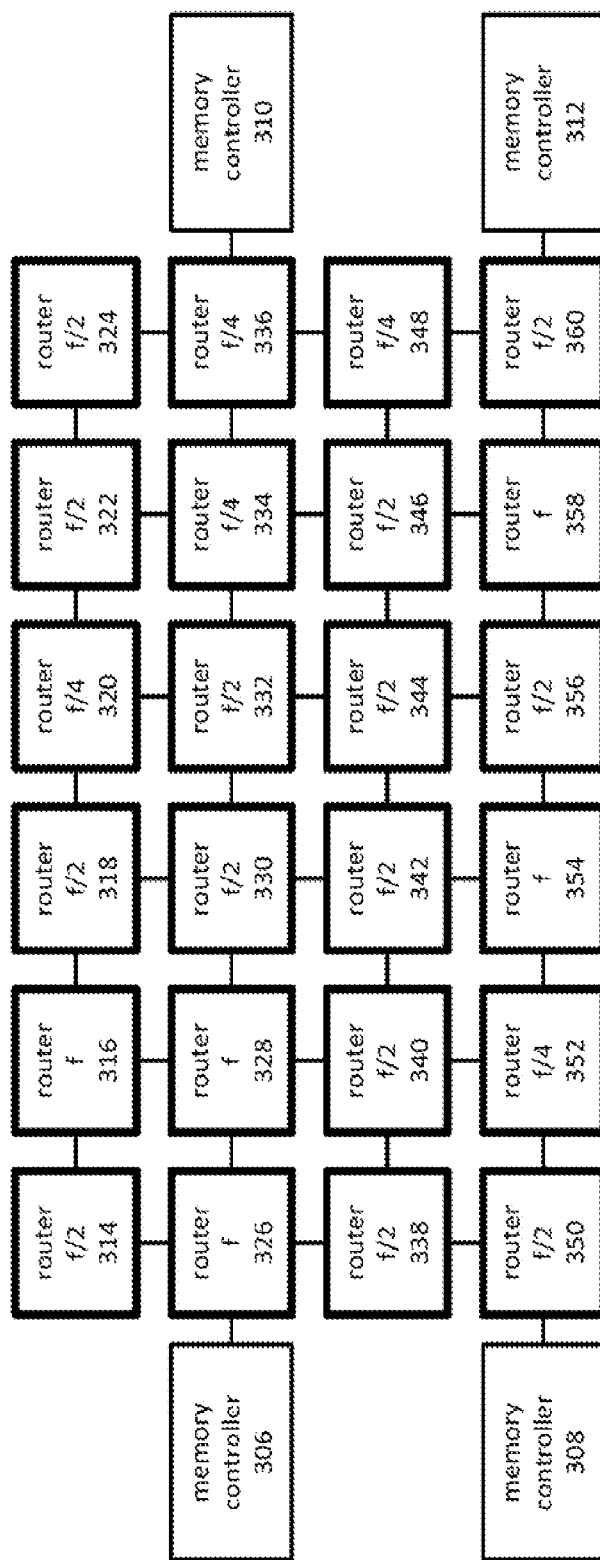 router
f/2
314
router
f
316
router
f/2
318
router
f/4
320
router
f/2
322
router
f/2
324
memory
controller
306
router
f
326
router
f
328
router
f/2
330
router
f/2
332
router
f/4
334
router
f/4
336
memory
controller
310
router
f/2
338
router
f/2
340
router
f/2
342
router
f/2
344
router
f/2
346
router
f/4
348
memory
controller
308
router
f/2
350
router
f/4
352
router
f
354
router
f/2
356
router
f
358
router
f/2
360
memory
controller
312